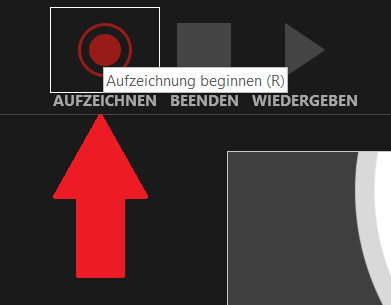 Aufzeichnung beginnen (R)
AUFZEICHNEN BEENDEN WIEDERGEBEN